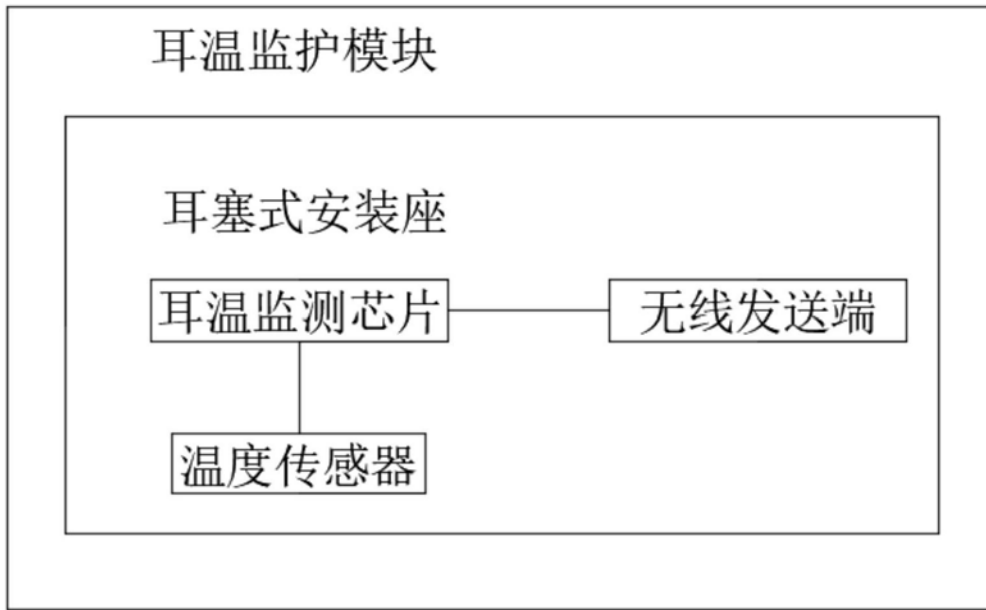 耳温监护模块
耳塞式安装座
耳温监测芯片
无线发送端
温度传感器